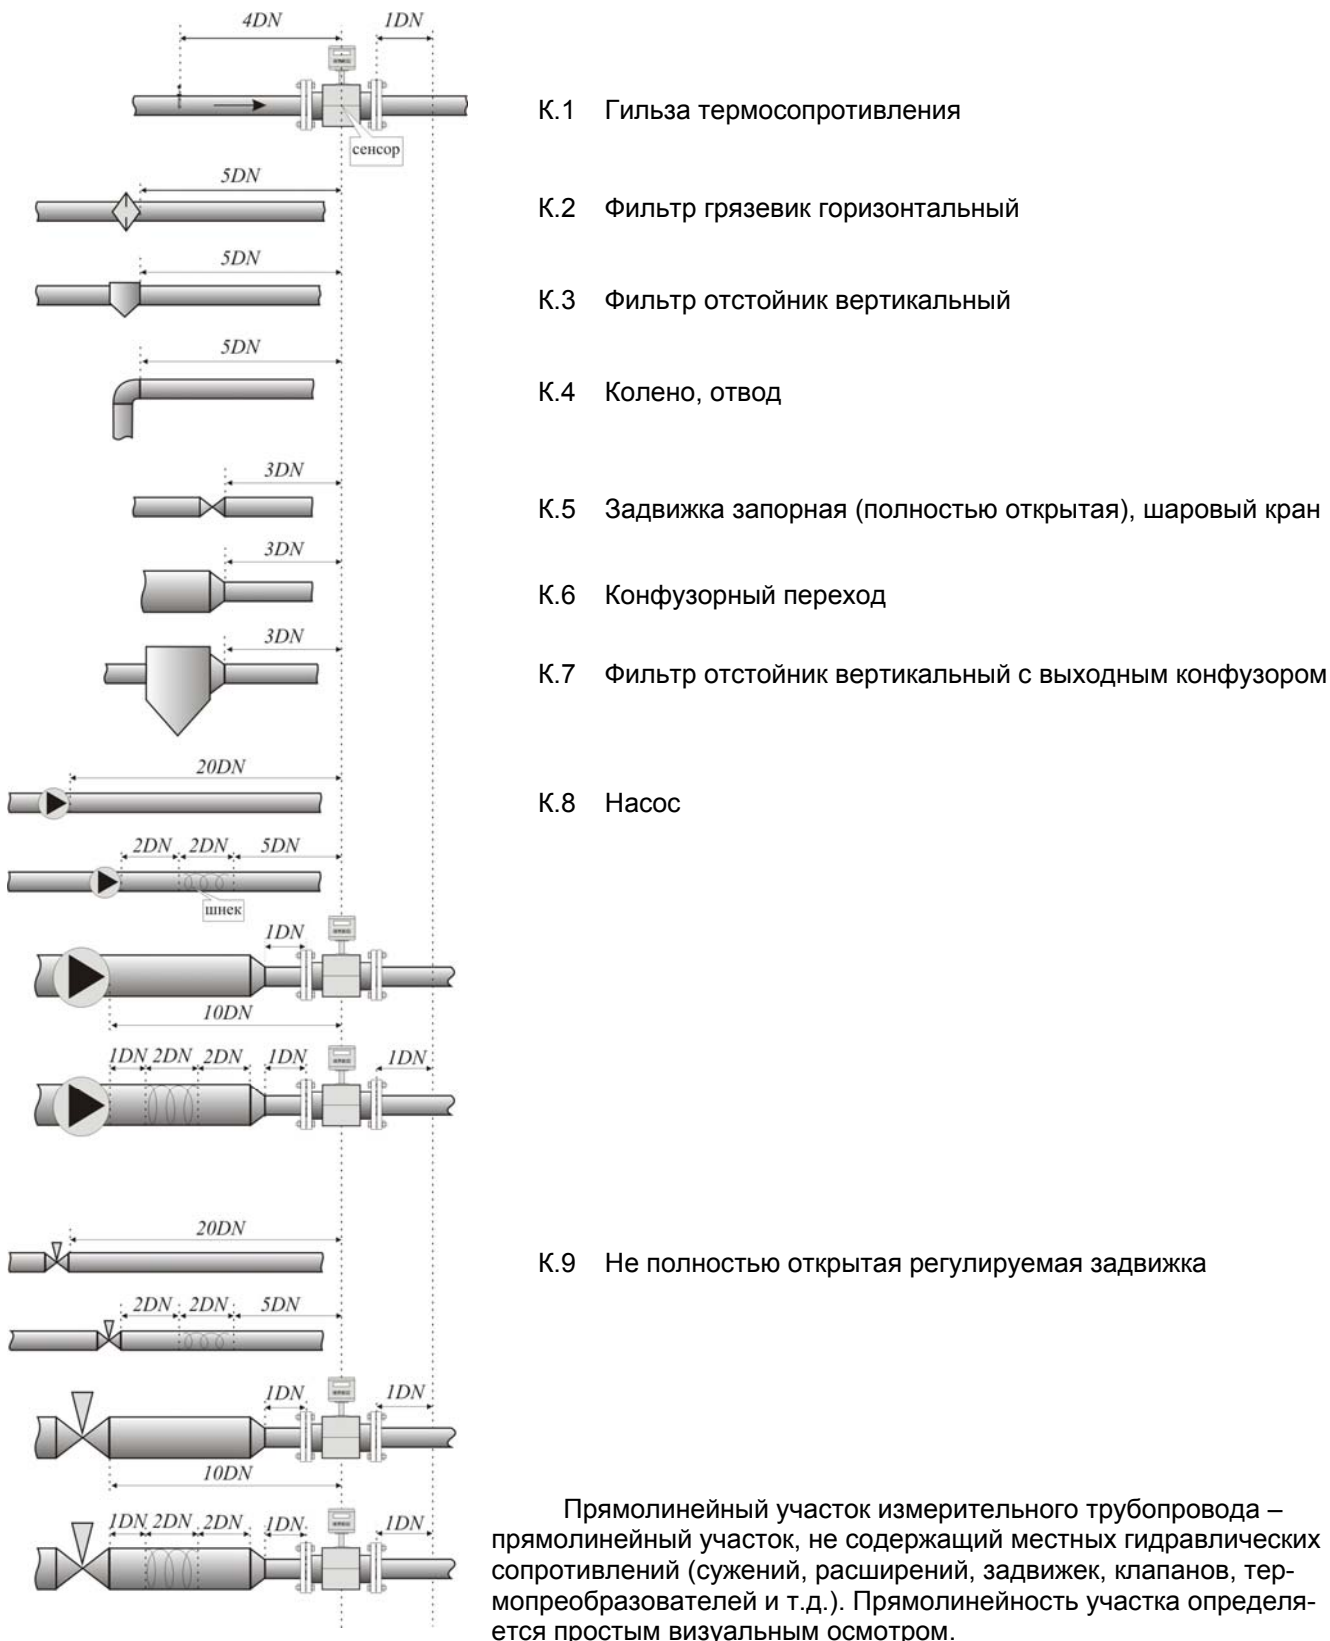 4DN 1DN
К.1 Гильза термосопротивления
сенсор
5DN
К.2 Фильтр грязевик горизонтальный
5DN
К.3 Фильтр отстойник вертикальный
5DN
К.4 Колено, отвод
3DN
К.5 Задвижка запорная (полностью открытая), шаровый кран
3DN
К.6 Конфузорный переход
3DN
К.7 Фильтр отстойник вертикальный с выходным конфузором
20DN
К.8 Насос
2DN 2DN 5DN
шнек
1DN
10DN
1DN 2DN 2DN 1DN 1DN
20DN
К.9 Не полностью открытая регулируемая задвижка
2DN 2DN 5DN
1DN 1DN
10DN
1DN 2DN 2DN 1DN 1DN
Прямолинейный участок измерительного трубопровода –
прямолинейный участок, не содержащий местных гидравлических
сопротивлений (сужений, расширений, задвижек, клапанов, тер-
мопреобразователей и т.д.). Прямолинейность участка определя-
ется простым визуальным осмотром.